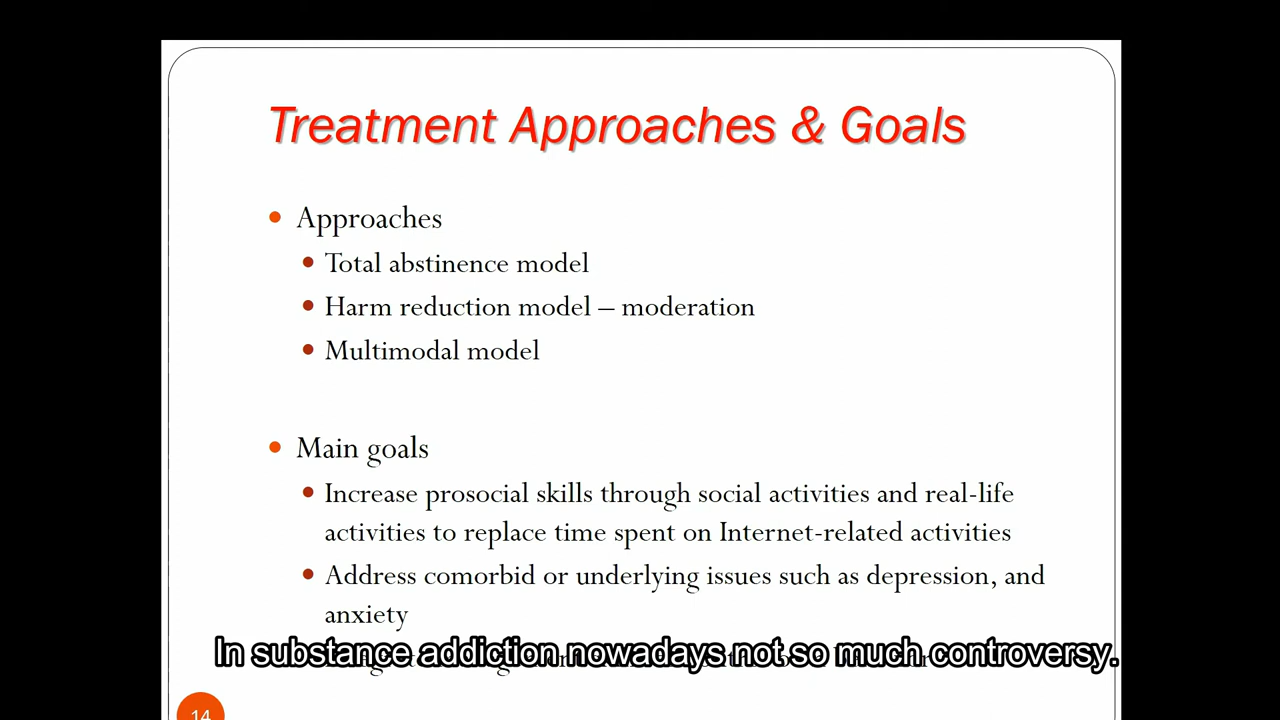 Treatment Approaches & Goals
Approaches
Total abstinence model
Harm reduction model – moderation
Multimodal model
Main goals
Increase prosocial skills through social activities and real-life
activities to replace time spent on Internet-related activities
Address comorbid or underlying issues such as depression, and
anxiety
In substance addiction nowadays not so much controversy.
14